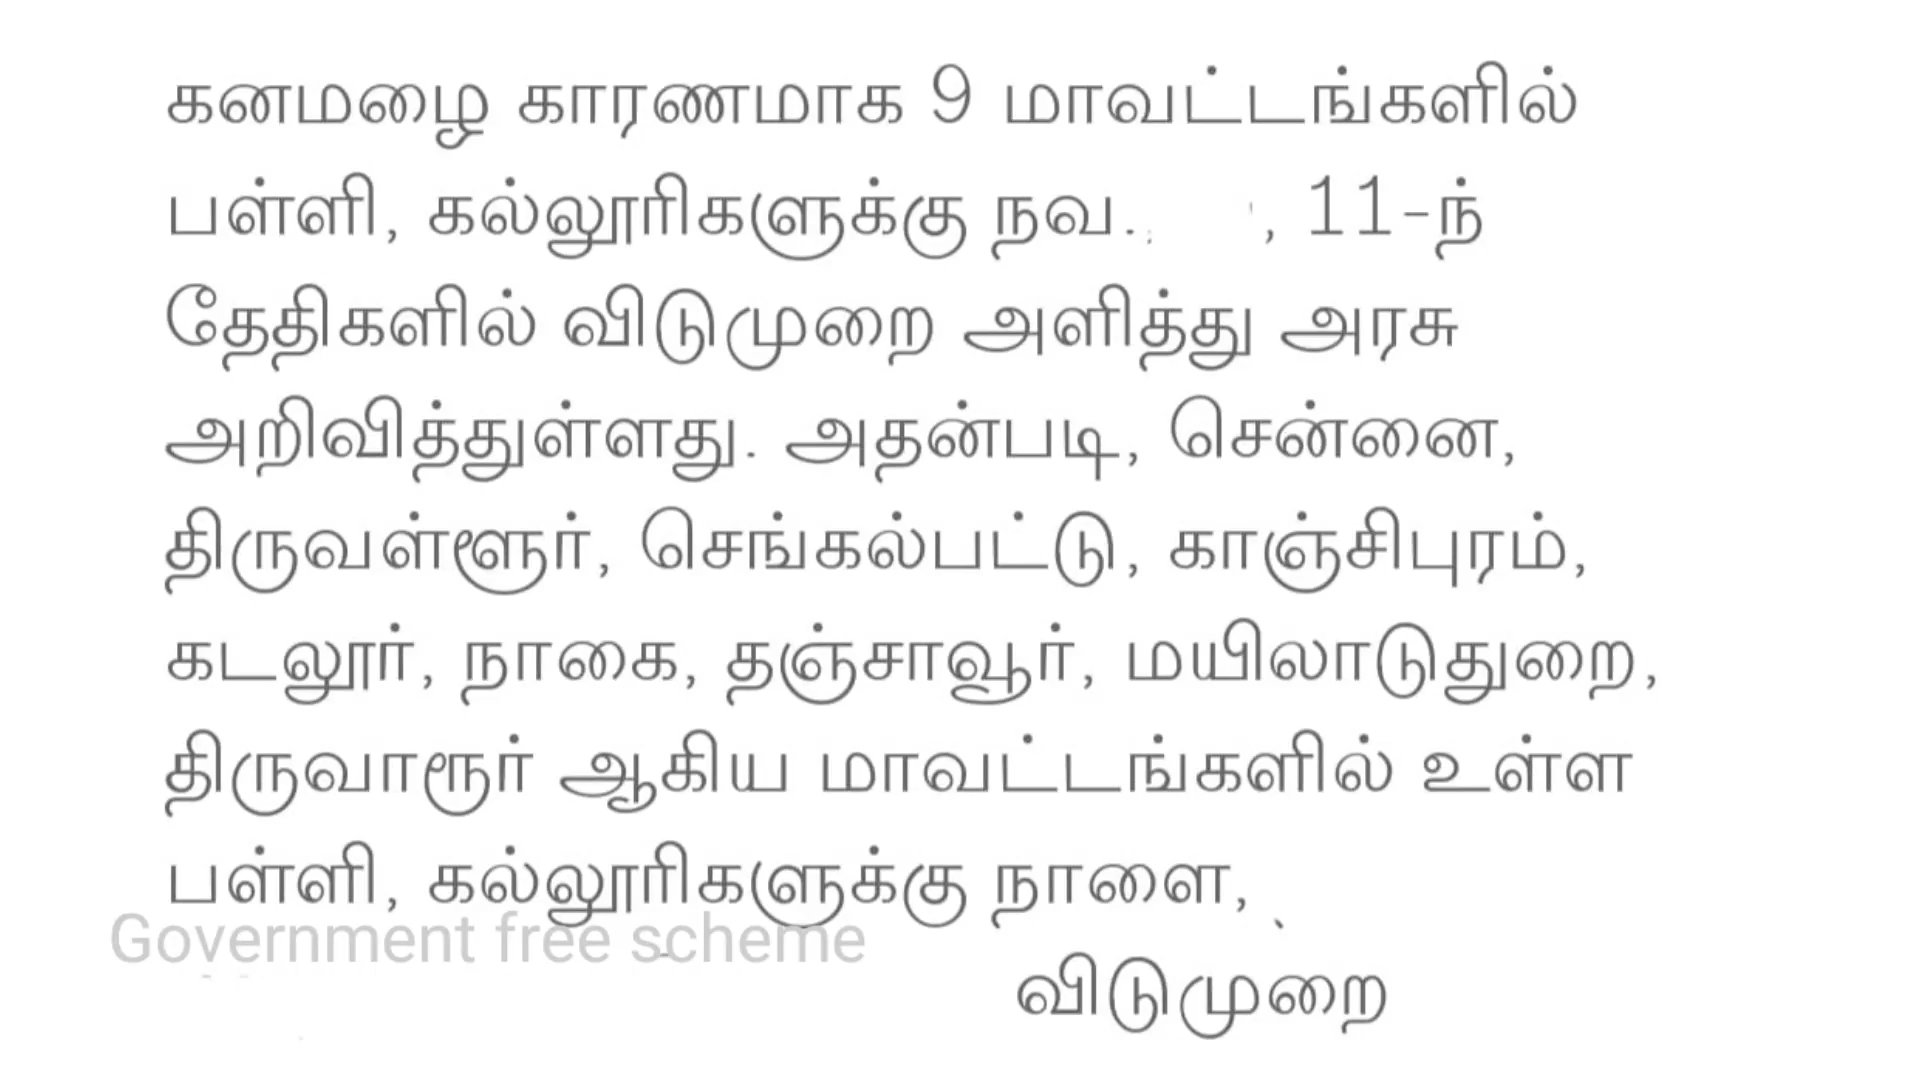 கனமழை காரணமாக 9 மாவட்டங்களில்
பள்ளி, கல்லூரிகளுக்கு நவ. , 11-ந்
தேதிகளில் விடுமுறை அளித்து அரசு
அறிவித்துள்ளது. அதன்படி, சென்னை,
திருவள்ளூர், செங்கல்பட்டு, காஞ்சிபுரம்,
கடலூர், நாகை, தஞ்சாவூர், மயிலாடுதுறை,
திருவாரூர் ஆகிய மாவட்டங்களில் உள்ள
பள்ளி, கல்லூரிகளுக்கு நாளை,
Government free scheme
விடுமுறை